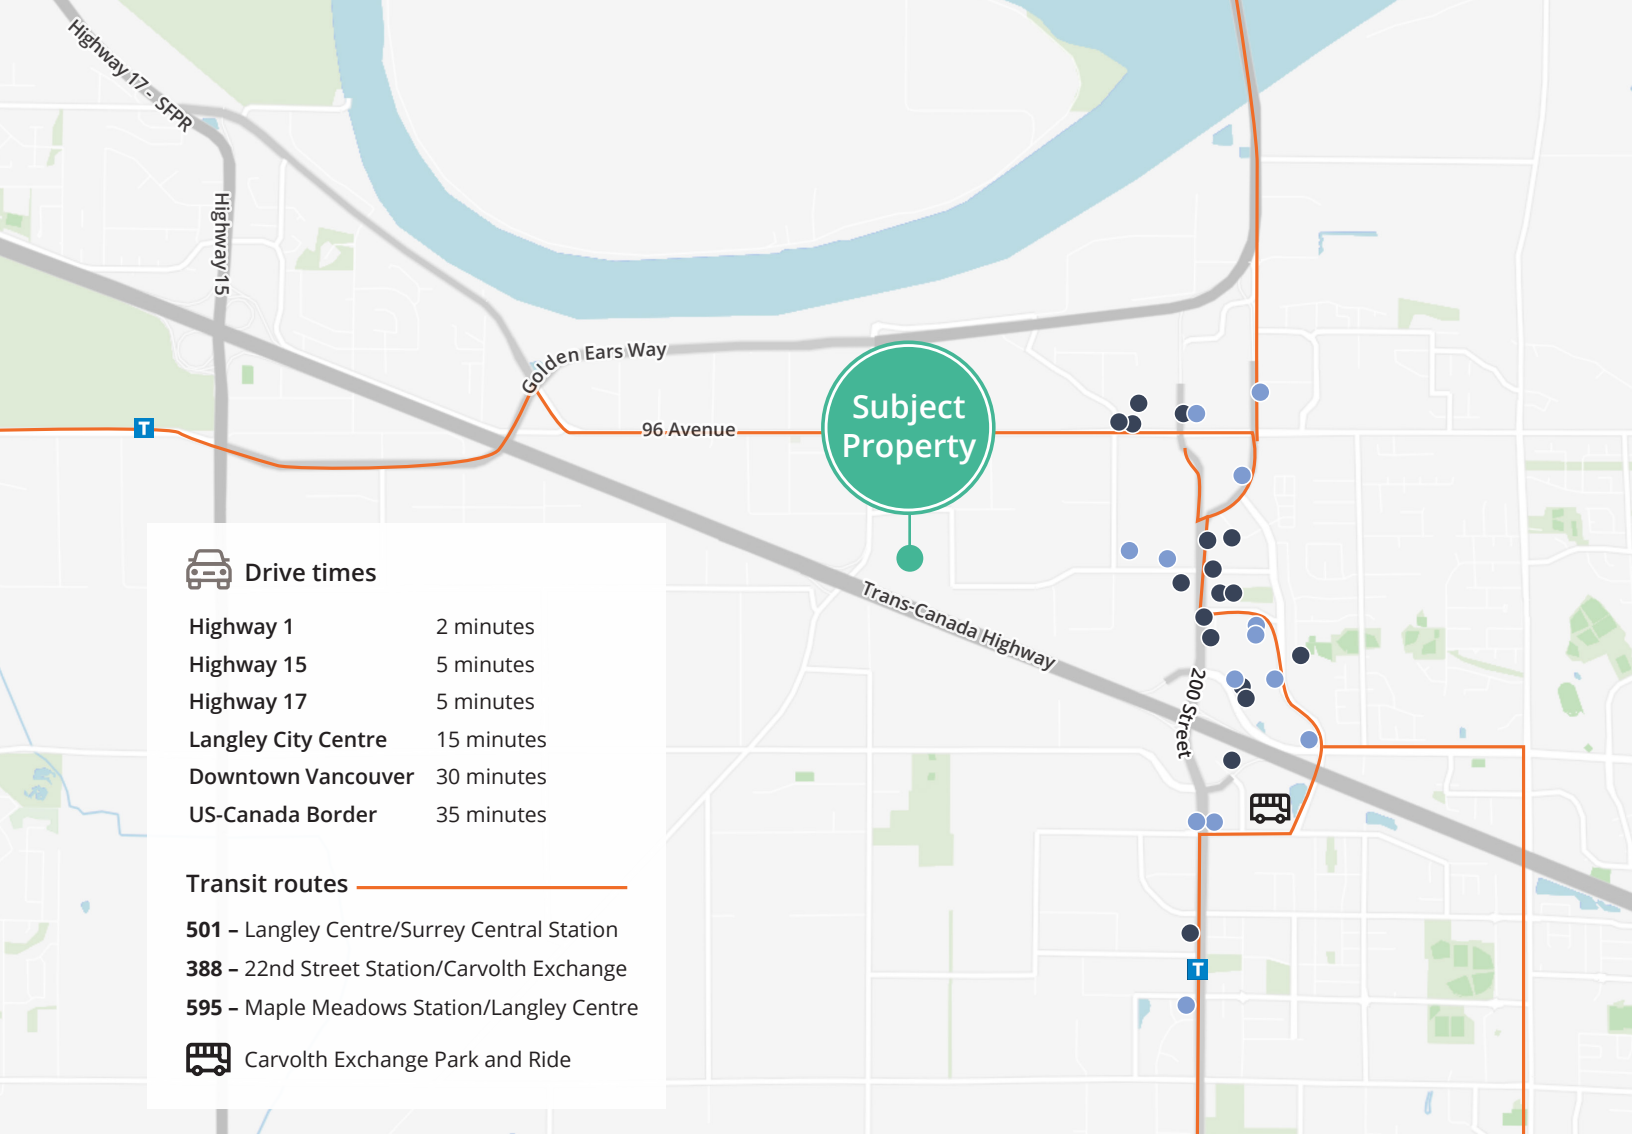 Highway 17 - SFPR
Highway 15
Golden Ears Way
96 Avenue
Subject
Property
T
Trans-Canada Highway
200 Street
T
Drive times
Highway 1 2 minutes
Highway 15 5 minutes
Highway 17 5 minutes
Langley City Centre 15 minutes
Downtown Vancouver 30 minutes
US-Canada Border 35 minutes
Transit routes
501 – Langley Centre/Surrey Central Station
388 – 22nd Street Station/Carvolth Exchange
595 – Maple Meadows Station/Langley Centre
Carvolth Exchange Park and Ride